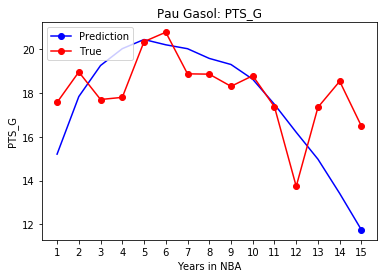 Pau Gasol: PTS_G
Prediction
True
20
18
16
14
12
PTS_G
1 2 3 4 5 6 7 8 9 10 11 12 13 14 15
Years in NBA